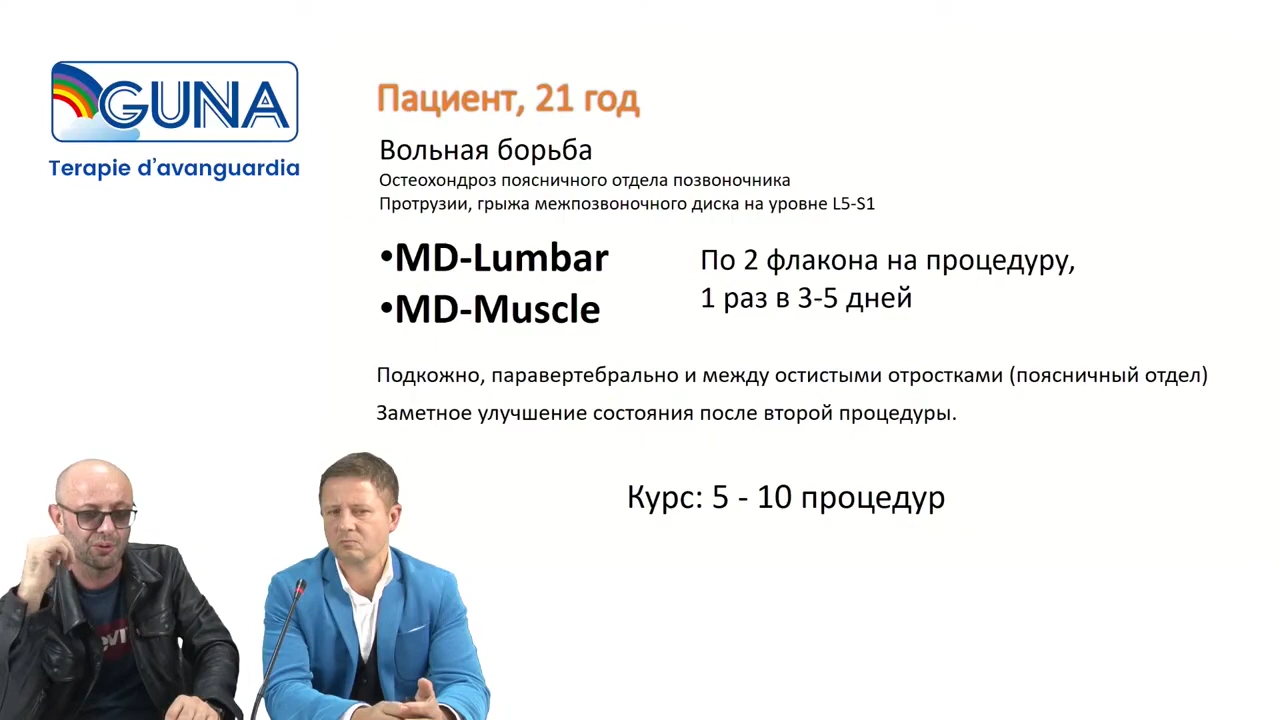 GUNA
Terapie d'avanguardia
Пациент, 21 год
Вольная борьба
Остеохондроз поясничного отдела позвоночника
Протрузии, грыжа межпозвоночного диска на уровне L5-S1
•MD-Lumbar
•MD-Muscle
По 2 флакона на процедуру,
1 раз в 3-5 дней
Подкожно, паравертебрально и между остистыми отростками (поясничный отдел)
Заметное улучшение состояния после второй процедуры.
Курс: 5 - 10 процедур